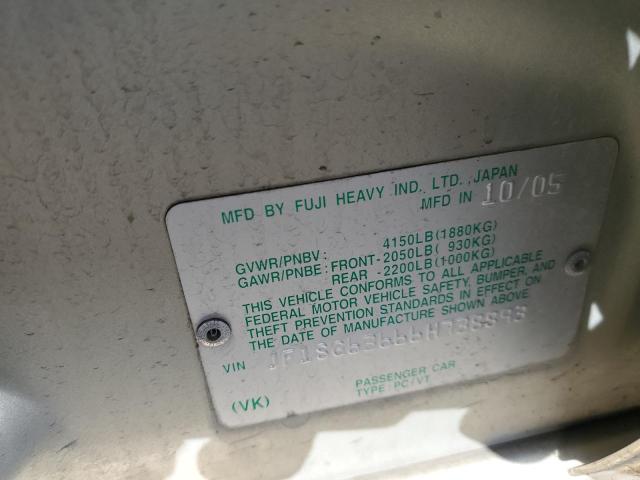 MFD BY FUJI HEAVY IND. LTD. ,JAPAN
MFD IN 10/05
GVWR/PNBV: 4150LB(1880KG)
GAWR/PNBE: FRONT-2050LB( 930KG)
REAR -2200LB(1000KG)
THIS VEHICLE CONFORMS TO ALL APPLICABLE
FEDERAL MOTOR VEHICLE SAFETY, BUMPER, AND
THEFT PREVENTION STANDARDS IN EFFECT ON
THE DATE OF MANUFACTURE SHOWN ABOVE
VIN
PASSENGER CAR
(VK) TYPE:PC/VT